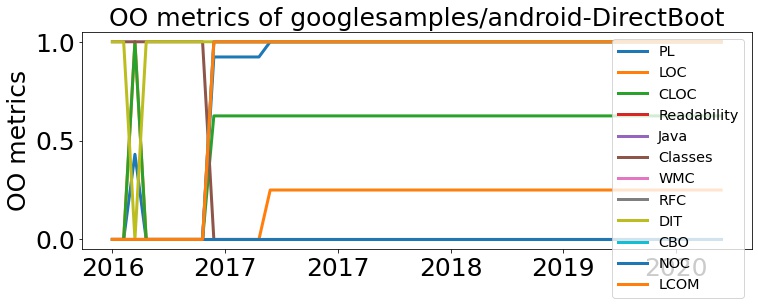 OO metrics of googlesamples/android-DirectBoot
OO metrics
1.0
0.5
0.0
2016
2017
2017
2018
2019
2020
PL
LOC
CLOC
Readability
Java
Classes
WMC
RFC
DIT
CBO
NOC
LCOM